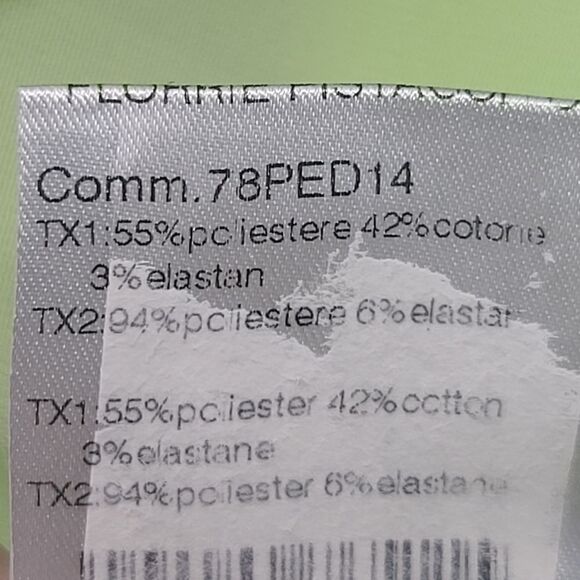 FLORRIE
Comm.78PED14
TX1:55%poliestere 42%cotone
3%elastan
TX2:94%poliestere 6%elastan
TX1:55%poliester 42%cotton
3%elastane
TX2:94%poliester 6%elastane